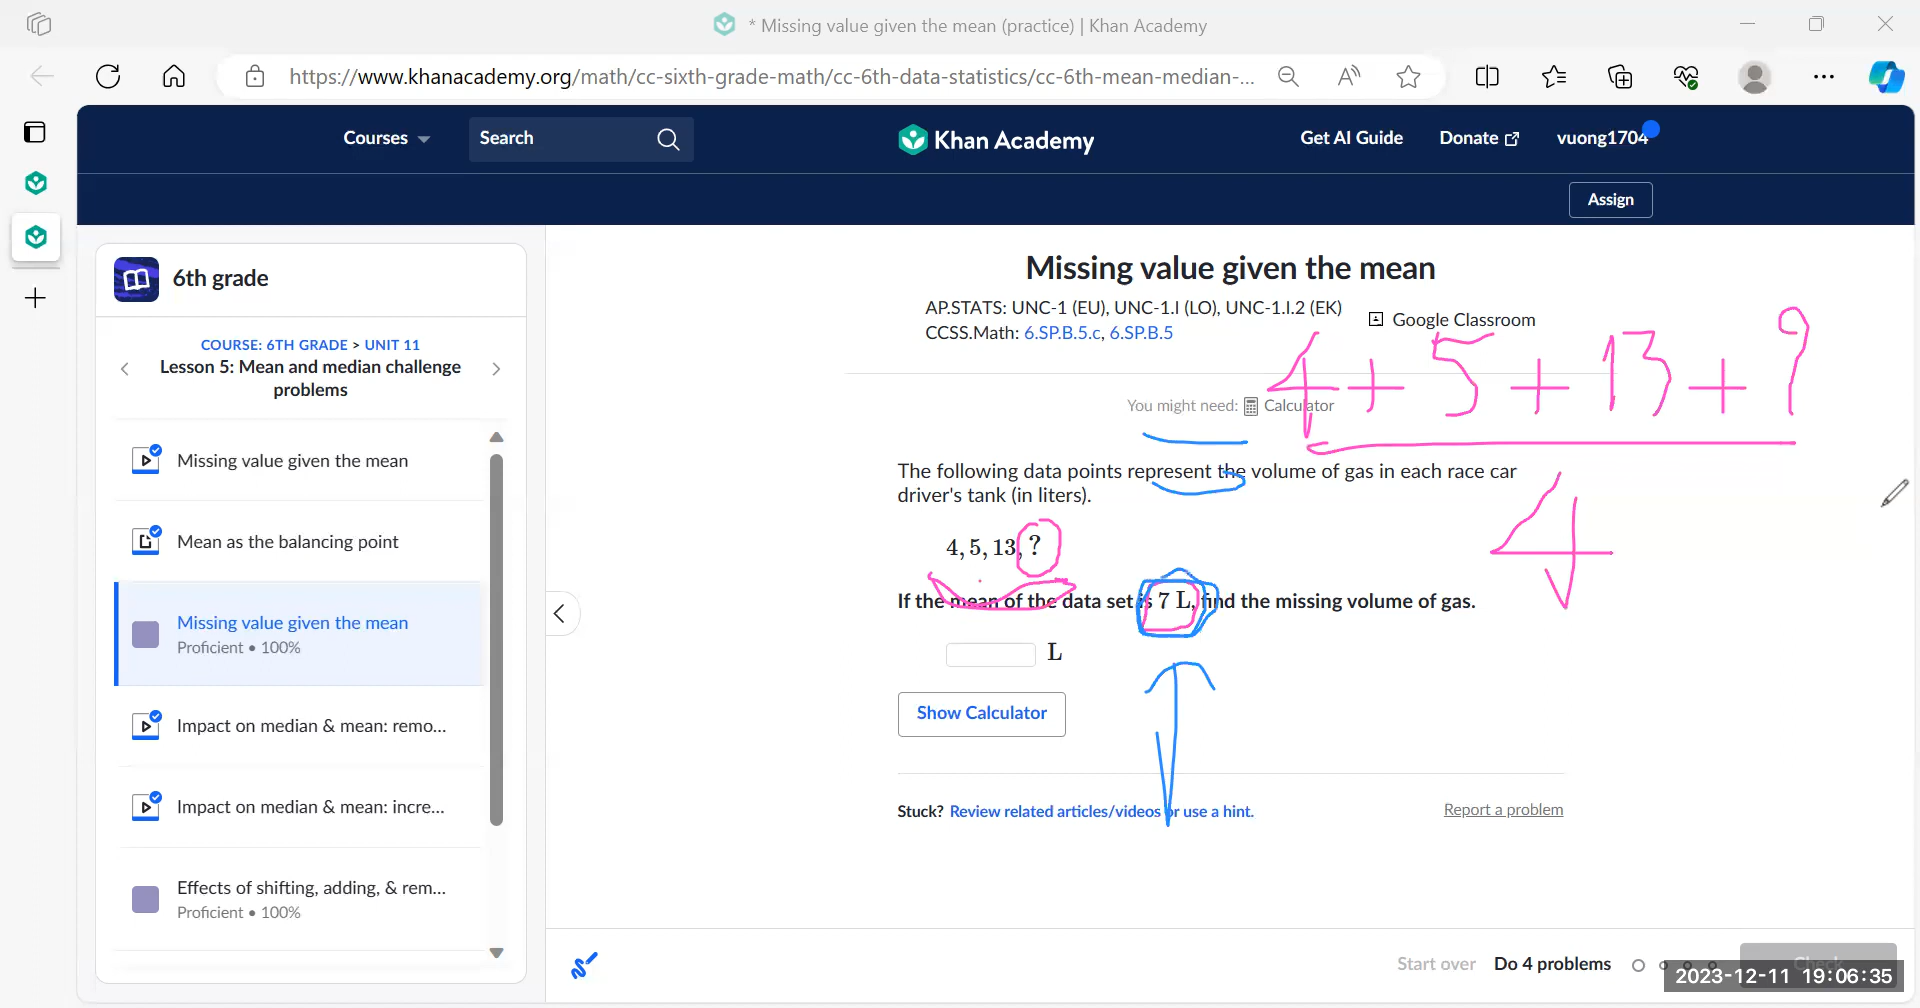 * Missing value given the mean (practice) | Khan Academy
https://www.khanacademy.org/math/cc-sixth-grade-math/cc-6th-data-statistics/cc-6th-mean-median-...
Courses
Search
Khan Academy
Get AI Guide
Donate
vuong1704
Assign
6th grade
COURSE: 6TH GRADE > UNIT 11
Lesson 5: Mean and median challenge
problems
Missing value given the mean
Mean as the balancing point
Missing value given the mean
Proficient • 100%
Impact on median & mean: remo...
Impact on median & mean: incre...
Effects of shifting, adding, & rem...
Proficient • 100%
Missing value given the mean
AP.STATS: UNC-1 (EU), UNC-1.I (LO), UNC-1.I.2 (EK)
CCSS.Math: 6.SP.B.5.c, 6.SP.B.5
Google Classroom
4+5+13+?
4
You might need: Calculator
The following data points represent the volume of gas in each race car
driver's tank (in liters).
4, 5, 13, ?
If the mean of the data set is 7 L, find the missing volume of gas.
L
Show Calculator
Stuck? Review related articles/videos or use a hint.
Report a problem
Start over
Do 4 problems
Check
2023-12-11 19:06:35